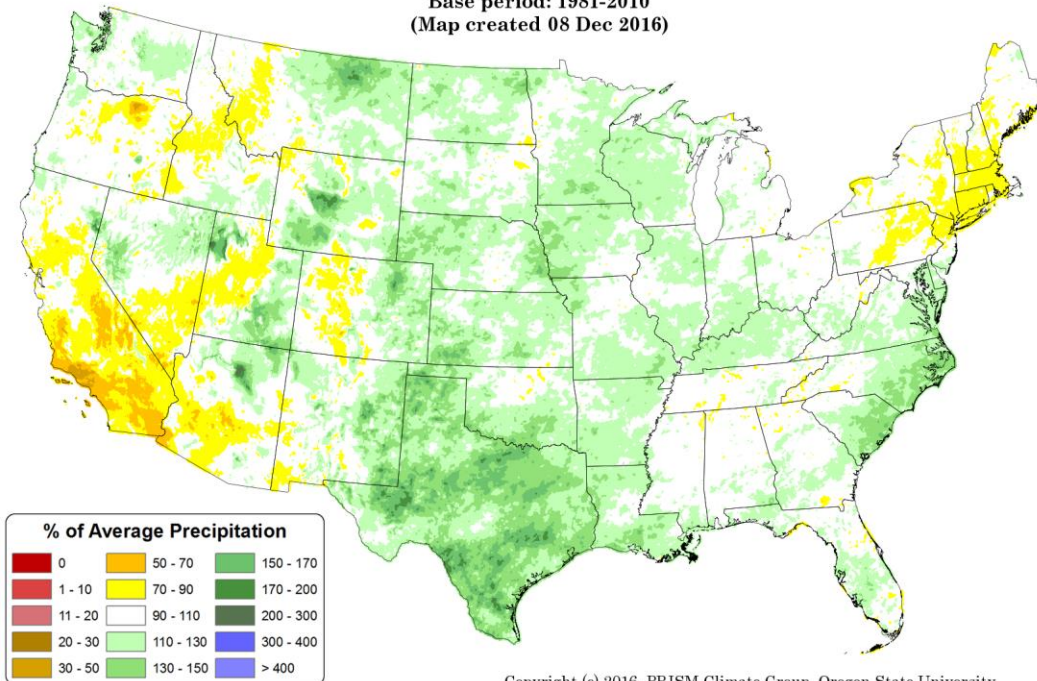 Base period: 1981-2010
(Map created 08 Dec 2016)
% of Average Precipitation
0
1 - 10
11 - 20
20 - 30
30 - 50
50 - 70
70 - 90
90 - 110
110 - 130
130 - 150
150 - 170
170 - 200
200 - 300
300 - 400
> 400
Copyright (c) 2016, PRISM Climate Group, Oregon State University